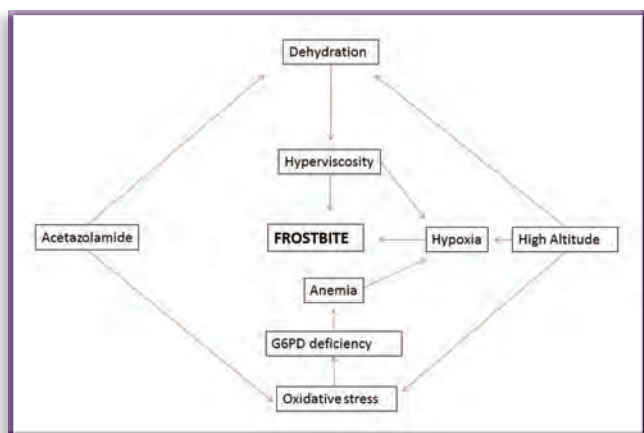 Dehydration
Hyperviscosity
Acetazolamide
FROSTBITE
Hypoxia
High Altitude
Anemia
G6PD deficiency
Oxidative stress